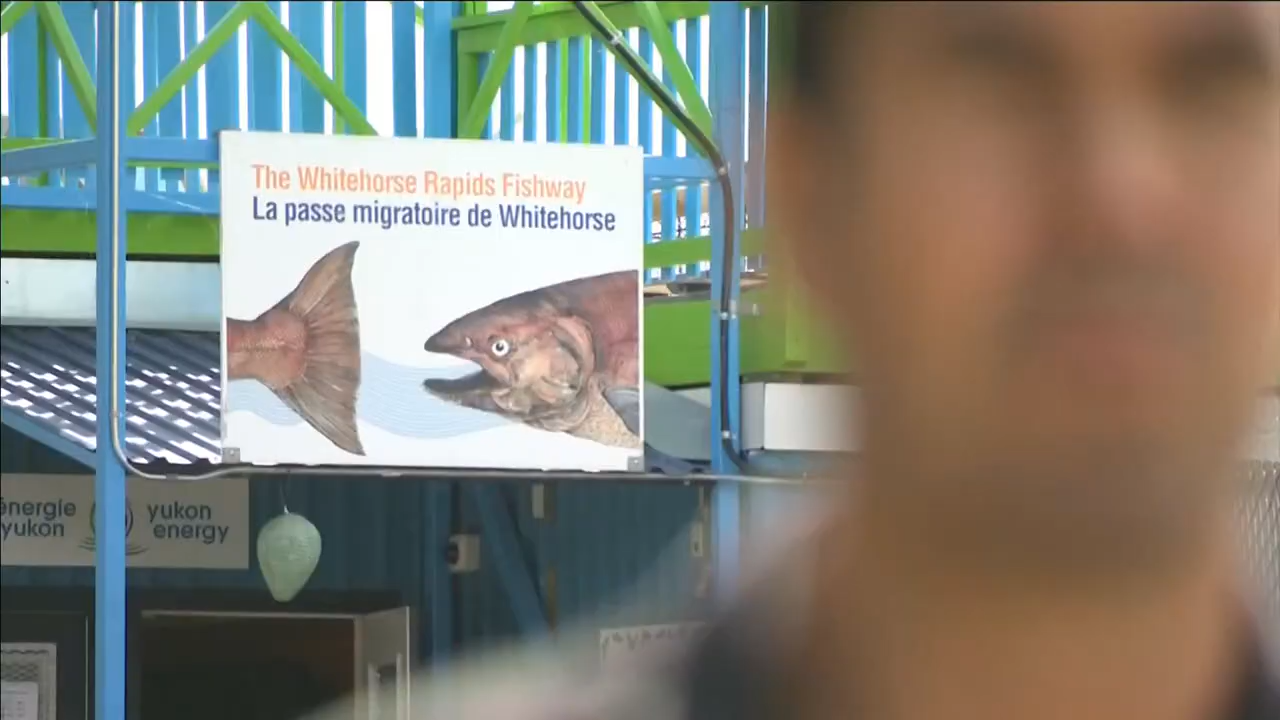 The Whitehorse Rapids Fishway
La passe migratoire de Whitehorse
énergie
yukon
yukon
energy